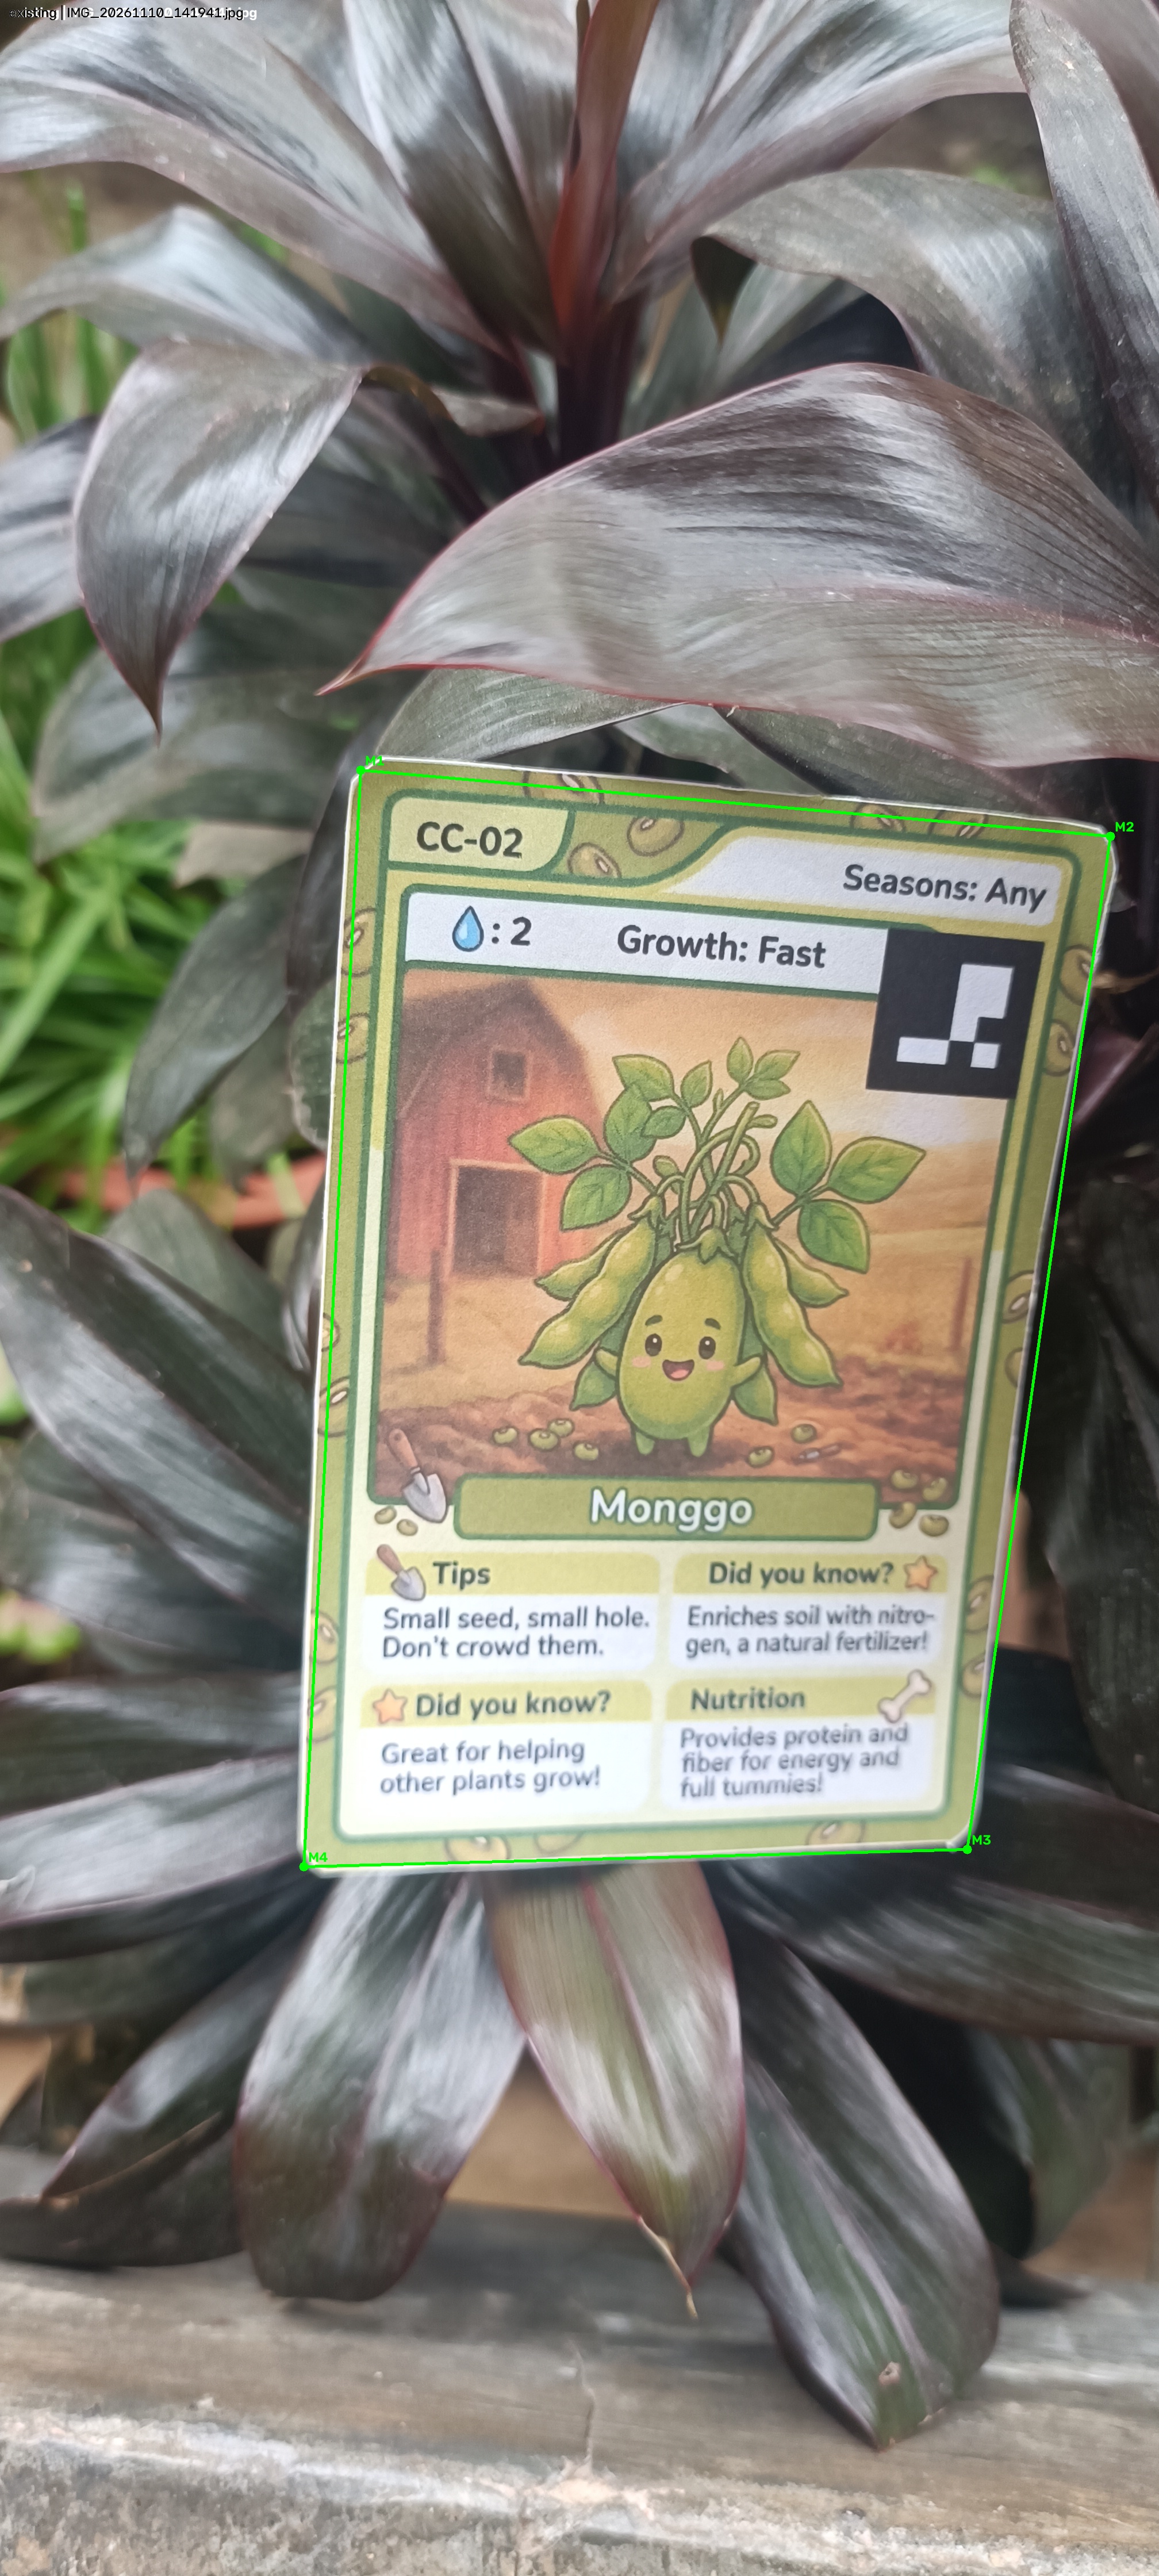 existing | IMG_20261110_141941.jpg
M1
M2
CC-02
Seasons: Any
: 2
Growth: Fast
Monggo
Tips
Small seed, small hole.
Don't crowd them.
Did you know?
Enriches soil with nitro-
gen, a natural fertilizer!
Did you know?
Great for helping
other plants grow!
Nutrition
Provides protein and
fiber for energy and
full tummies!
M3
M4